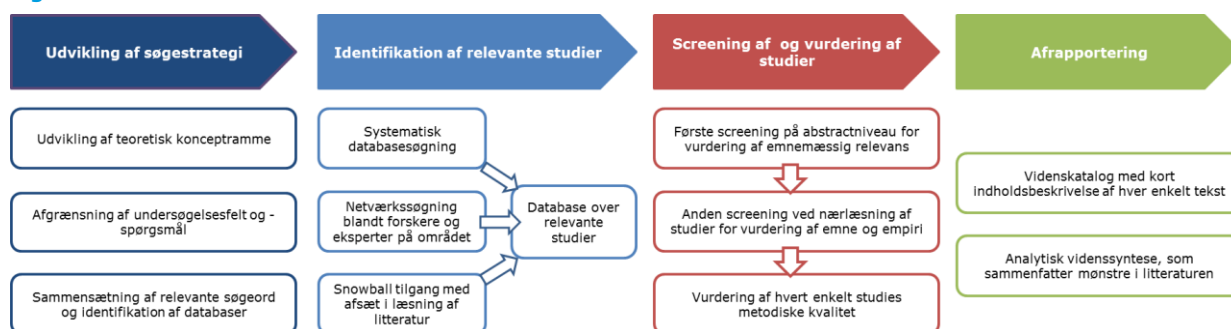 Udvikling af søgestrategi
Udvikling af teoretisk konceptramme
Afgrænsning af undersøgelsesfelt og -
spørgsmål
Sammensætning af relevante søgeord
og identifikation af databaser
Identifikation af relevante studier
Systematisk
databasesøgning
Netværkssøgning
blandt forskere og
eksperter på området
Snowball tilgang med
afsæt i læsning af
litteratur
Database over
relevante
studier
Screening af og vurdering af
studier
Første screening på abstractniveau for
vurdering af emnemæssig relevans
Anden screening ved nærlæsning af
studier for vurdering af emne og empiri
Vurdering af hvert enkelt studies
metodiske kvalitet
Afrapportering
Videnskatalog med kort
indholdsbeskrivelse af hver enkelt tekst
Analytisk videnssyntese, som
sammenfatter mønstre i litteraturen